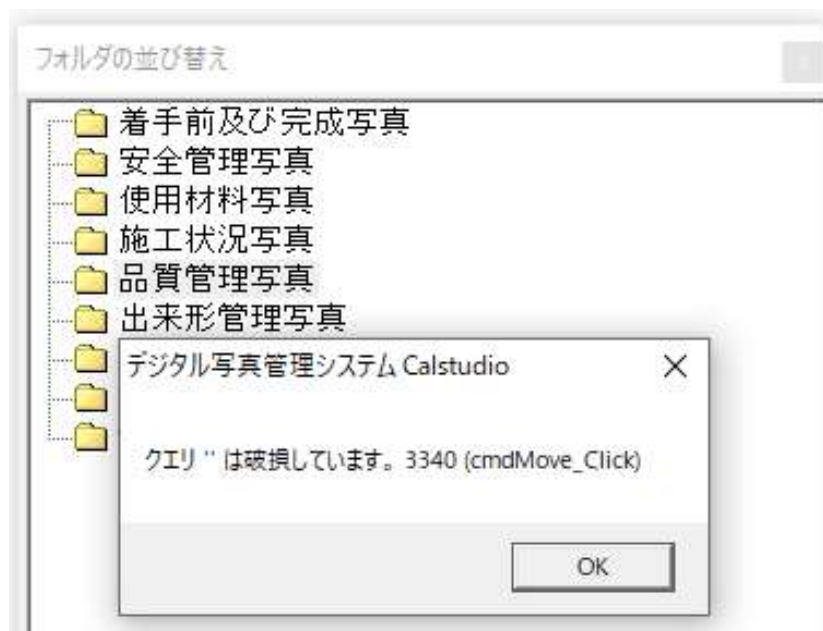 フォルダの並び替え
着手前及び完成写真
安全管理写真
使用材料写真
施工状況写真
品質管理写真
出来形管理写真
デジタル写真管理システム Calstudio
クエリ '' は破損しています。3340 (cmdMove_Click)
OK